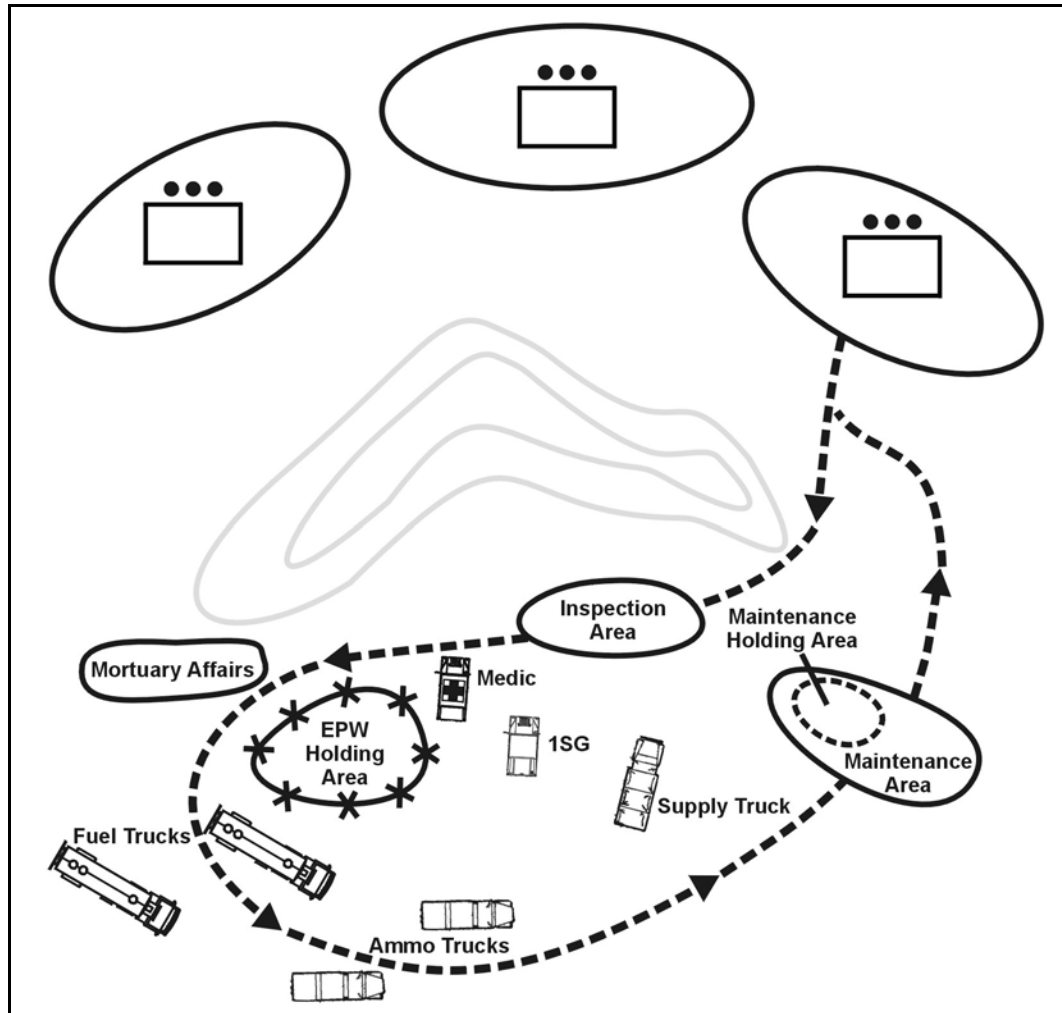 Inspection
Area
Maintenance
Holding Area
Mortuary Affairs
Medic
EPW
Holding
Area
1SG
Maintenance
Area
Supply Truck
Fuel Trucks
Ammo Trucks